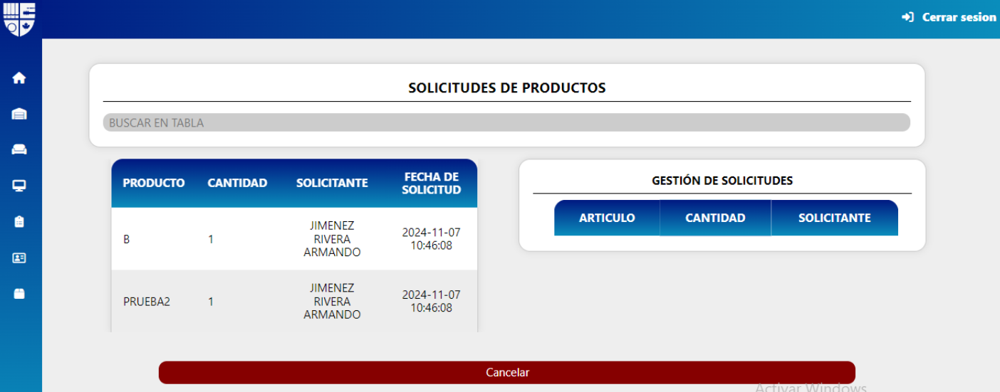 Cerrar sesion
SOLICITUDES DE PRODUCTOS
BUSCAR EN TABLA
PRODUCTO CANTIDAD SOLICITANTE FECHA DE
SOLICITUD
B 1 JIMENEZ
RIVERA
ARMANDO 2024-11-07
10:46:08
PRUEBA2 1 JIMENEZ
RIVERA
ARMANDO 2024-11-07
10:46:08
GESTIÓN DE SOLICITUDES
ARTICULO CANTIDAD SOLICITANTE
Cancelar
Activar Windows